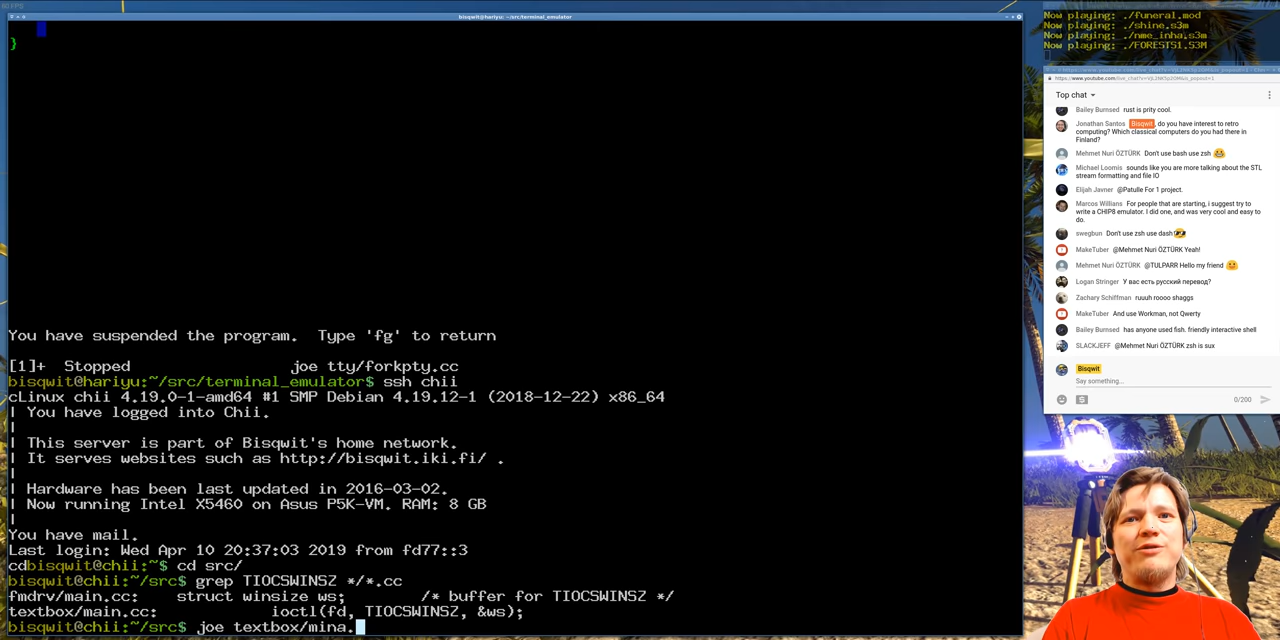 60 FPS
bisqwit@hariyu: ~/src/terminal_emulator
}
You have suspended the program.  Type 'fg' to return
[1]+  Stopped                 joe tty/forkpty.cc
bisqwit@hariyu:~/src/terminal_emulator$ ssh chii
cLinux chii 4.19.0-1-amd64 #1 SMP Debian 4.19.12-1 (2018-12-22) x86_64
| You have logged into Chii.
|
| This server is part of Bisqwit's home network.
| It serves websites such as http://bisqwit.iki.fi/ .
|
| Hardware has been last updated in 2016-03-02.
| Now running Intel X5460 on Asus P5K-VM. RAM: 8 GB
|
You have mail.
Last login: Wed Apr 10 20:37:03 2019 from fd77::3
cdbisqwit@chii:~$ cd src/
bisqwit@chii:~/src$ grep TIOCSWINSZ */*.cc
fmdrv/main.cc:    struct winsize ws;        /* buffer for TIOCSWINSZ */
textbox/main.cc:             ioctl(fd, TIOCSWINSZ, &ws);
bisqwit@chii:~/src$ joe textbox/mina.
Now playing: ./funeral.mod
Now playing: ./shine.s3m
Now playing: ./nme_inha.s3m
Now playing: ./FORESTS1.S3M
Top chat
Bailey Burnsed rust is prity cool.
Jonathan Santos Bisqwit, do you have interest to retro
computing? Which classical computers do you had there in
Finland?
Mehmet Nuri ÖZTÜRK Don't use bash use zsh
Michael Loomis sounds like you are more talking about the STL
stream formatting and file IO
Elijah Javner @Patulle For 1 project.
Marcos Willians For people that are starting, i suggest try to
write a CHIP8 emulator. I did one, and was very cool and easy to
do.
swegbun Don't use zsh use dash
MakeTuber @Mehmet Nuri ÖZTÜRK Yeah!
Mehmet Nuri ÖZTÜRK @TULPARR Hello my friend
Logan Stringer У вас есть русский перевод?
Zachary Schiffman ruuuh roooo shaggs
MakeTuber And use Workman, not Qwerty
Bailey Burnsed has anyone used fish. friendly interactive shell
SLACKJEFF @Mehmet Nuri ÖZTÜRK zsh is sux
Bisqwit
Say something...
0/200